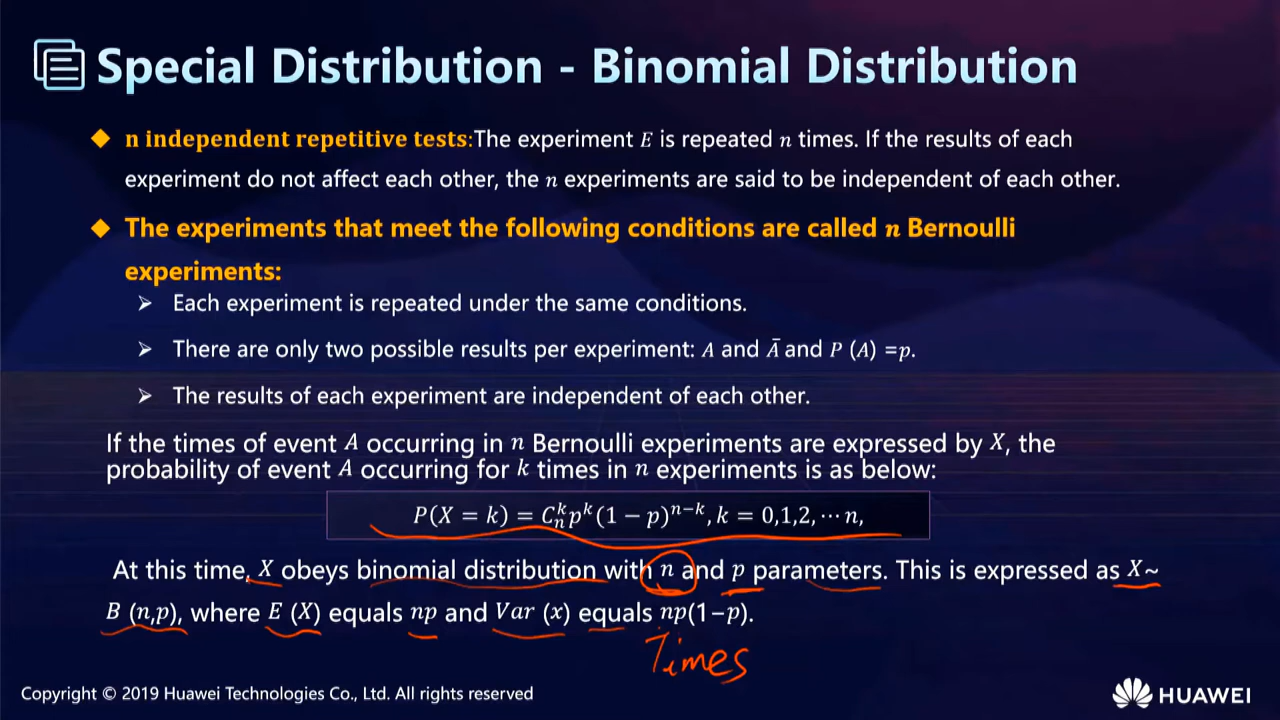 Special Distribution - Binomial Distribution
◆ n independent repetitive tests:The experiment E is repeated n times. If the results of each
experiment do not affect each other, the n experiments are said to be independent of each other.
◆ The experiments that meet the following conditions are called n Bernoulli
experiments:
➢ Each experiment is repeated under the same conditions.
➢ There are only two possible results per experiment: A and Ā and P (A) =p.
➢ The results of each experiment are independent of each other.
If the times of event A occurring in n Bernoulli experiments are expressed by X, the
probability of event A occurring for k times in n experiments is as below:
P(X = k) = C_n^k p^k (1 − p)^{n−k}, k = 0,1,2, ⋯ n,
At this time, X obeys binomial distribution with n and p parameters. This is expressed as X~
B (n,p), where E (X) equals np and Var (x) equals np(1−p).
Times
Copyright © 2019 Huawei Technologies Co., Ltd. All rights reserved
HUAWEI